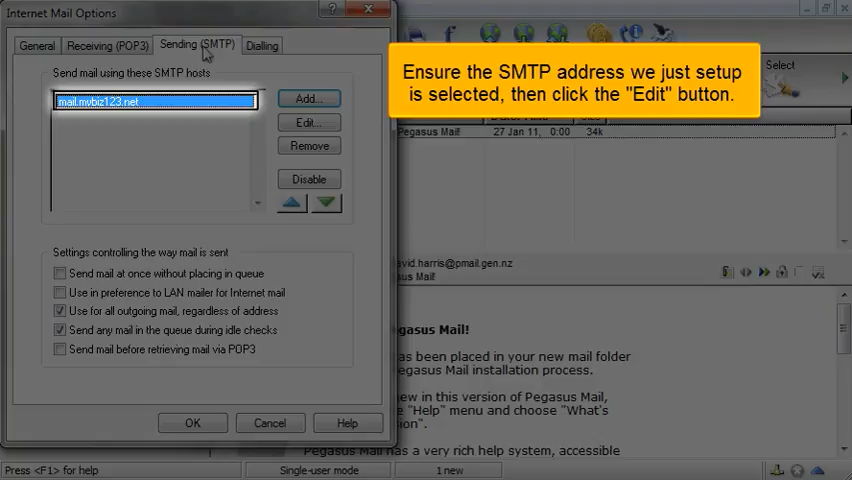 Internet Mail Options
General
Receiving (POP3)
Sending (SMTP)
Dialling
Send mail using these SMTP hosts
mail.mybiz123.net
Add...
Edit...
Remove
Disable
Settings controlling the way mail is sent
Send mail at once without placing in queue
Use in preference to LAN mailer for Internet mail
Use for all outgoing mail, regardless of address
Send any mail in the queue during idle checks
Send mail before retrieving mail via POP3
OK
Cancel
Help
Ensure the SMTP address we just setup
is selected, then click the "Edit" button.
Select
Pegasus Mail!
27 Jan 11, 0:00
34k
avid.harris@pmail.gen.nz
Mail!
egasus Mail!
has been placed in your new mail folder
egasus Mail installation process.
ew in this version of Pegasus Mail,
e "Help" menu and choose "What's
sion".
Pegasus Mail has a very rich help system, accessible
Press <F1> for help
Single-user mode
1 new